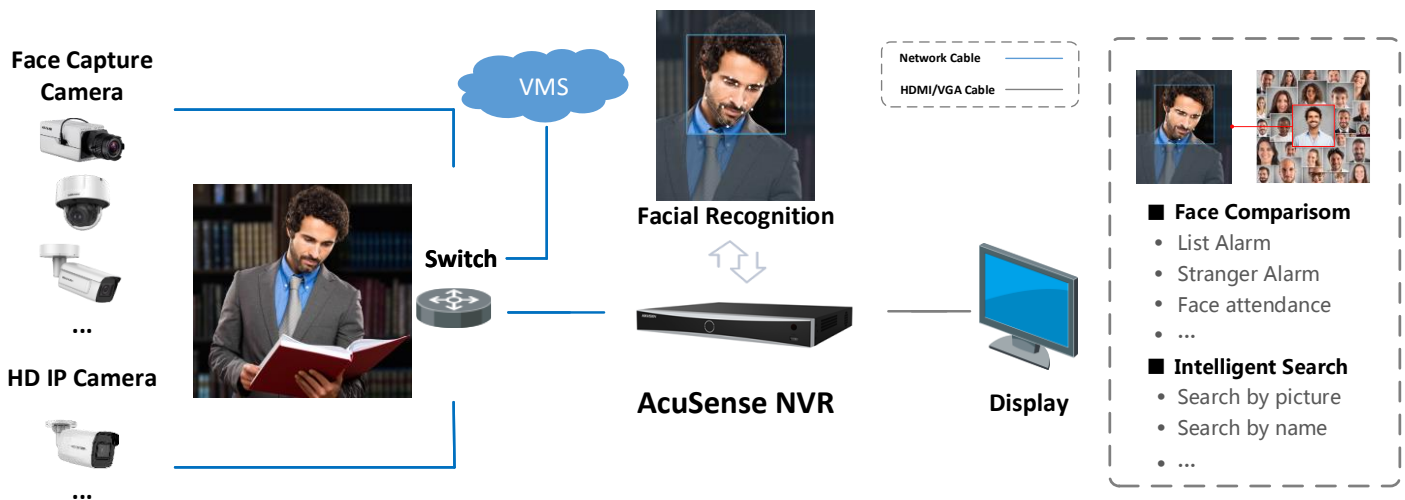 Face Capture
Camera
...
HD IP Camera
...
VMS
Switch
Facial Recognition
AcuSense NVR
Display
Network Cable
HDMI/VGA Cable
■ Face Comparisom
• List Alarm
• Stranger Alarm
• Face attendance
• ...
■ Intelligent Search
• Search by picture
• Search by name
• ...